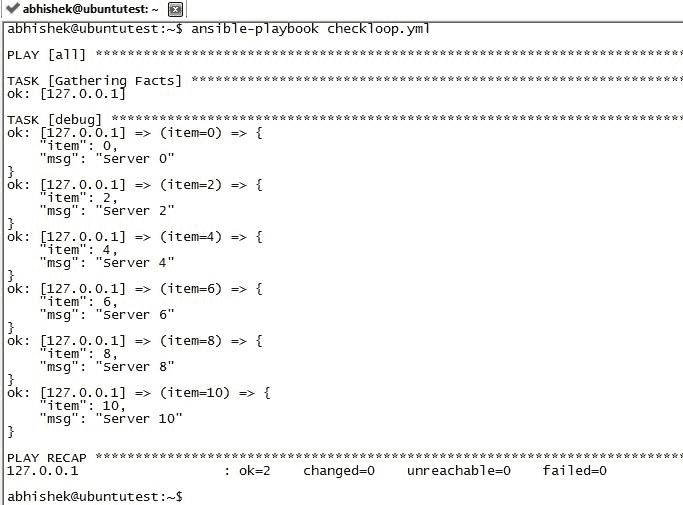 abhishek@ubuntutest: ~
abhishek@ubuntutest:~$ ansible-playbook checkloop.yml
PLAY [all] *************************************************************************
TASK [Gathering Facts] *************************************************************
ok: [127.0.0.1]
TASK [debug] ***********************************************************************
ok: [127.0.0.1] => (item=0) => {
    "item": 0,
    "msg": "Server 0"
}
ok: [127.0.0.1] => (item=2) => {
    "item": 2,
    "msg": "Server 2"
}
ok: [127.0.0.1] => (item=4) => {
    "item": 4,
    "msg": "Server 4"
}
ok: [127.0.0.1] => (item=6) => {
    "item": 6,
    "msg": "Server 6"
}
ok: [127.0.0.1] => (item=8) => {
    "item": 8,
    "msg": "Server 8"
}
ok: [127.0.0.1] => (item=10) => {
    "item": 10,
    "msg": "Server 10"
}
PLAY RECAP *************************************************************************
127.0.0.1                  : ok=2    changed=0    unreachable=0    failed=0
abhishek@ubuntutest:~$